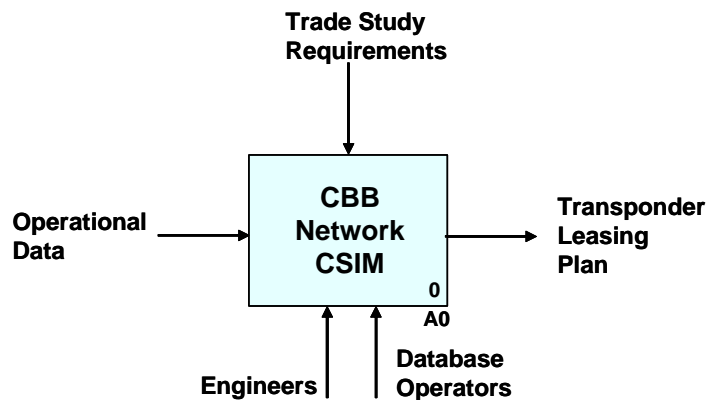 Trade Study
Requirements
CBB
Network
CSIM
0
A0
Operational
Data
Transponder
Leasing
Plan
Engineers
Database
Operators